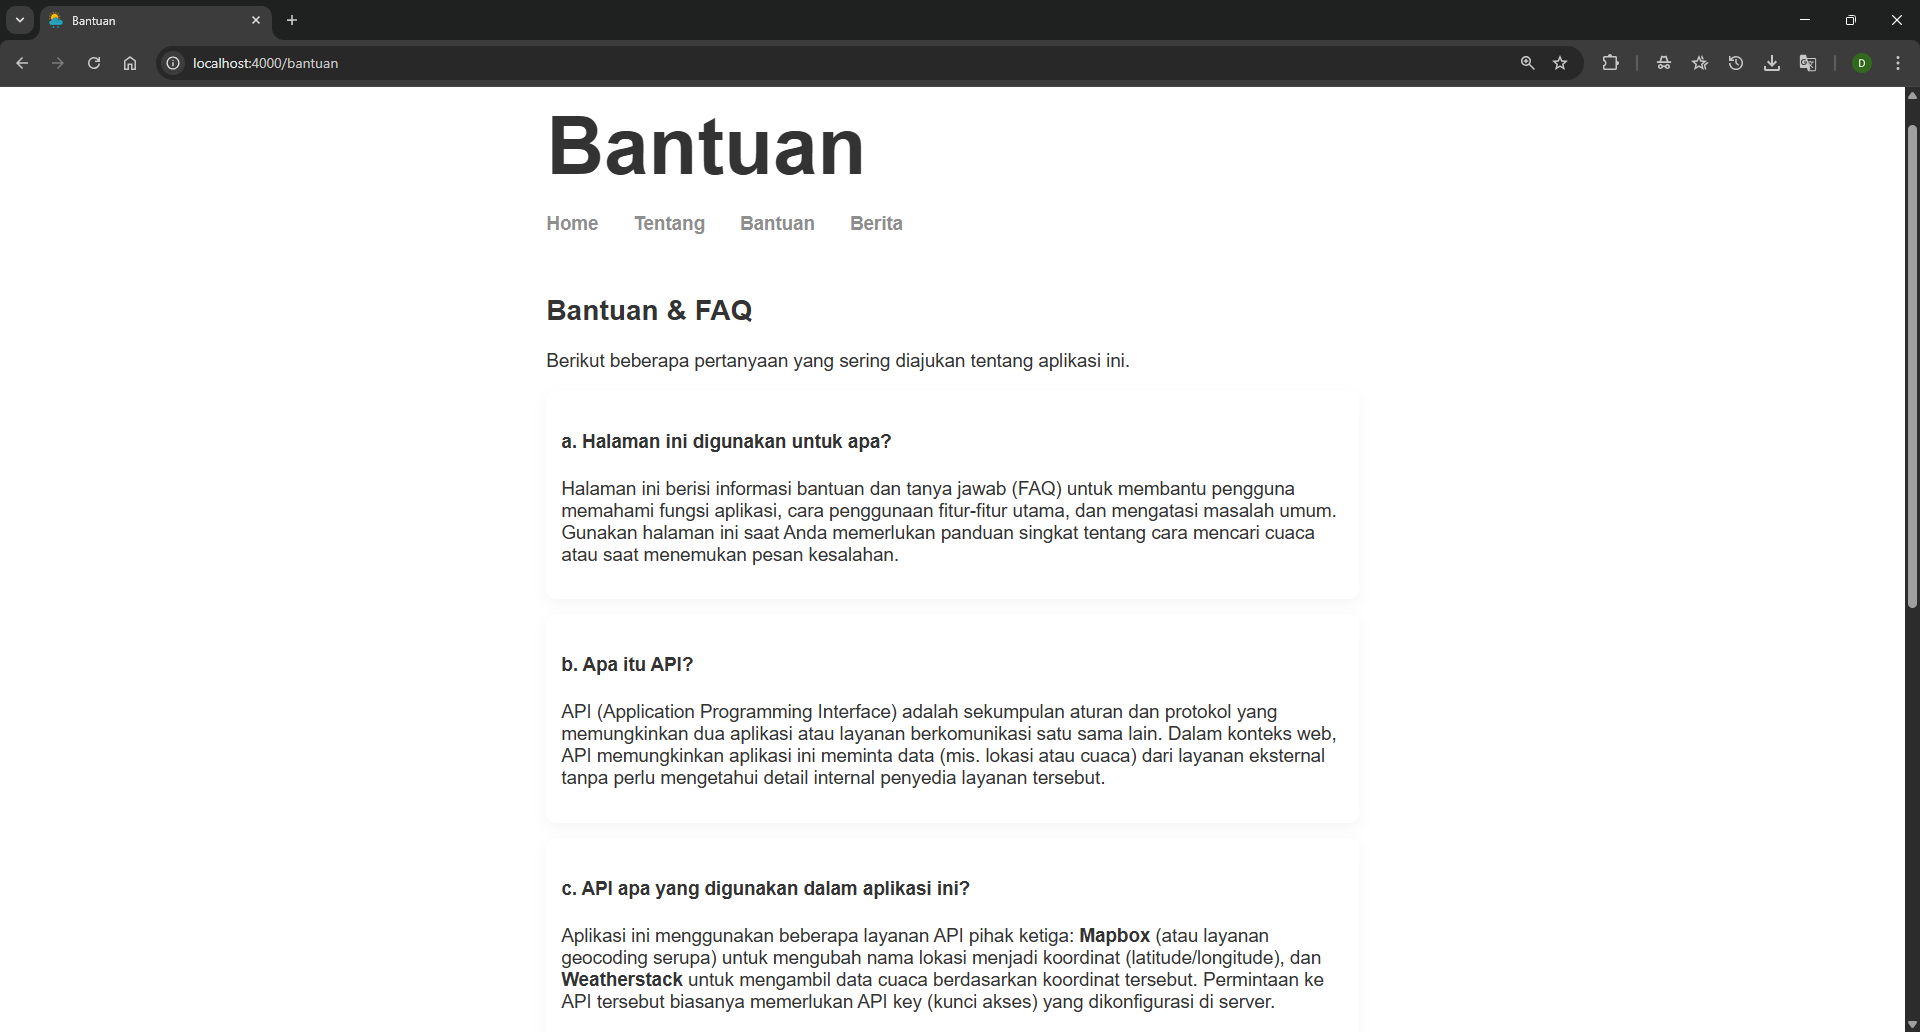 Bantuan
localhost:4000/bantuan
D
Bantuan
Home Tentang Bantuan Berita
Bantuan & FAQ
Berikut beberapa pertanyaan yang sering diajukan tentang aplikasi ini.
a. Halaman ini digunakan untuk apa?
Halaman ini berisi informasi bantuan dan tanya jawab (FAQ) untuk membantu pengguna
memahami fungsi aplikasi, cara penggunaan fitur-fitur utama, dan mengatasi masalah umum.
Gunakan halaman ini saat Anda memerlukan panduan singkat tentang cara mencari cuaca
atau saat menemukan pesan kesalahan.
b. Apa itu API?
API (Application Programming Interface) adalah sekumpulan aturan dan protokol yang
memungkinkan dua aplikasi atau layanan berkomunikasi satu sama lain. Dalam konteks web,
API memungkinkan aplikasi ini meminta data (mis. lokasi atau cuaca) dari layanan eksternal
tanpa perlu mengetahui detail internal penyedia layanan tersebut.
c. API apa yang digunakan dalam aplikasi ini?
Aplikasi ini menggunakan beberapa layanan API pihak ketiga: Mapbox (atau layanan
geocoding serupa) untuk mengubah nama lokasi menjadi koordinat (latitude/longitude), dan
Weatherstack untuk mengambil data cuaca berdasarkan koordinat tersebut. Permintaan ke
API tersebut biasanya memerlukan API key (kunci akses) yang dikonfigurasi di server.